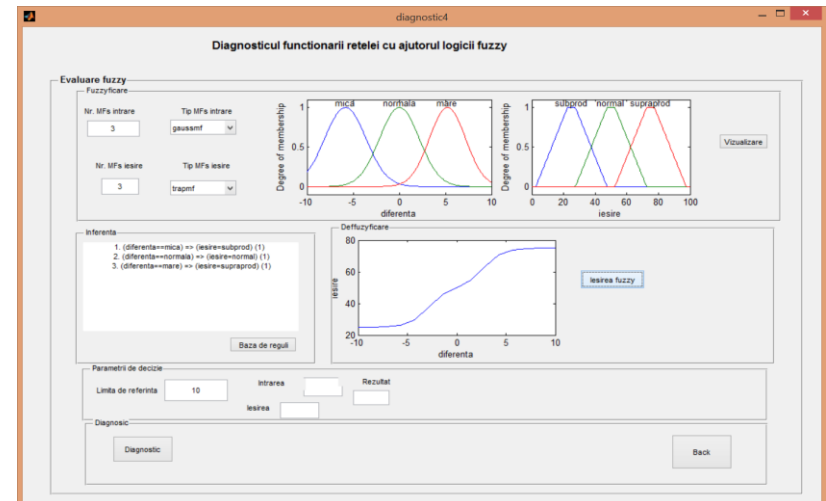 diagnostic4
Diagnosticul functionarii retelei cu ajutorul logicii fuzzy
Evaluare fuzzy
Fuzzyficare
Nr. MFs intrare
Tip MFs intrare
3
gaussmf
Nr. MFs iesire
Tip MFs iesire
3
trapmf
Degree of membership
1
0.5
0
mica normala mare
-10 -5 0 5 10
diferenta
Degree of membership
1
0.5
0
subprod normal supraprod
0 20 40 60 80 100
iesire
Vizualizare
Inferenta
1. (diferenta==mica) => (iesire=subprod) (1)
2. (diferenta==normala) => (iesire=normal) (1)
3. (diferenta==mare) => (iesire=supraprod) (1)
Baza de reguli
Deffuzyficare
iesire
80
60
40
20
-10 -5 0 5 10
diferenta
Iesirea fuzzy
Parametrii de decizie
Limita de referinta
10
Intrarea
Rezultat
Iesirea
Diagnosic
Diagnostic
Back